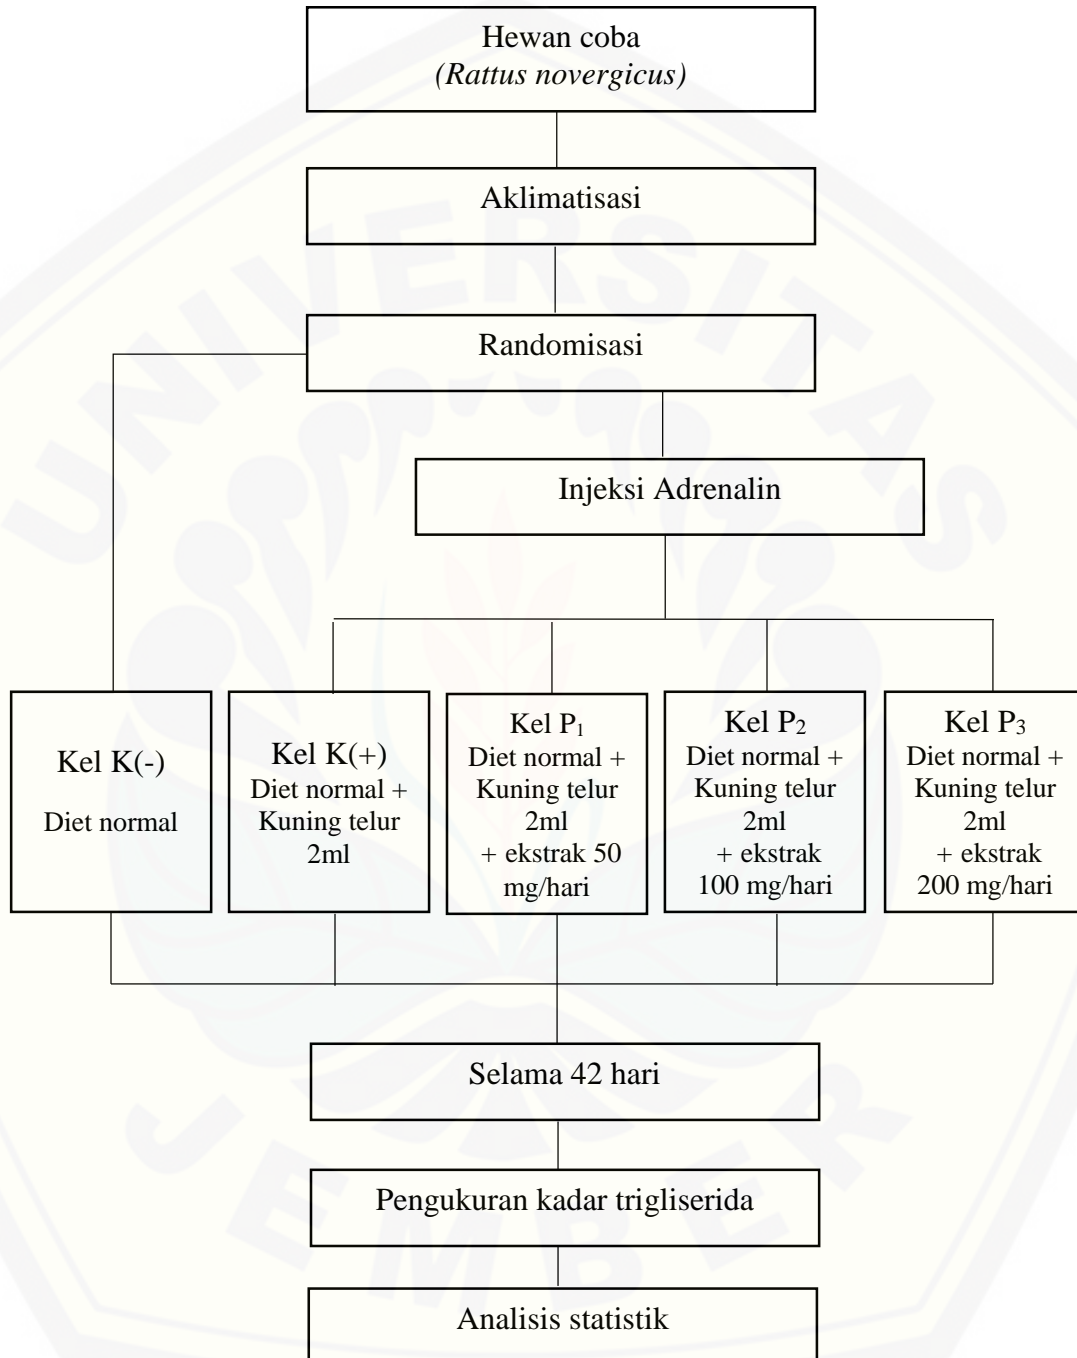 Hewan coba
(Rattus novergicus)
Aklimatisasi
Randomisasi
Injeksi Adrenalin
Kel K(-)
Diet normal
Kel K(+)
Diet normal +
Kuning telur
2ml
Kel P₁
Diet normal +
Kuning telur
2ml
+ ekstrak 50
mg/hari
Kel P₂
Diet normal +
Kuning telur
2ml
+ ekstrak
100 mg/hari
Kel P₃
Diet normal +
Kuning telur
2ml
+ ekstrak
200 mg/hari
Selama 42 hari
Pengukuran kadar trigliserida
Analisis statistik
UNIVERSITAS
JEMBER